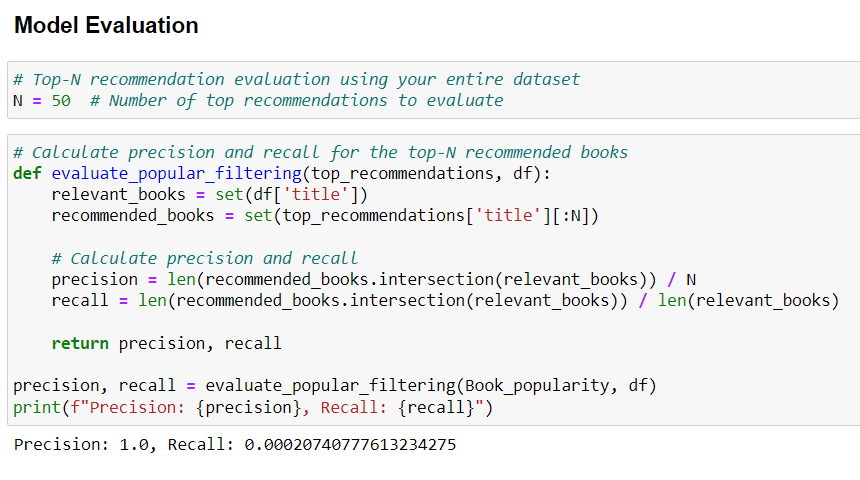 Model Evaluation
# Top-N recommendation evaluation using your entire dataset
N = 50  # Number of top recommendations to evaluate
# Calculate precision and recall for the top-N recommended books
def evaluate_popular_filtering(top_recommendations, df):
    relevant_books = set(df['title'])
    recommended_books = set(top_recommendations['title'][:N])
    # Calculate precision and recall
    precision = len(recommended_books.intersection(relevant_books)) / N
    recall = len(recommended_books.intersection(relevant_books)) / len(relevant_books)
    return precision, recall
precision, recall = evaluate_popular_filtering(Book_popularity, df)
print(f"Precision: {precision}, Recall: {recall}")
Precision: 1.0, Recall: 0.00020740777613234275